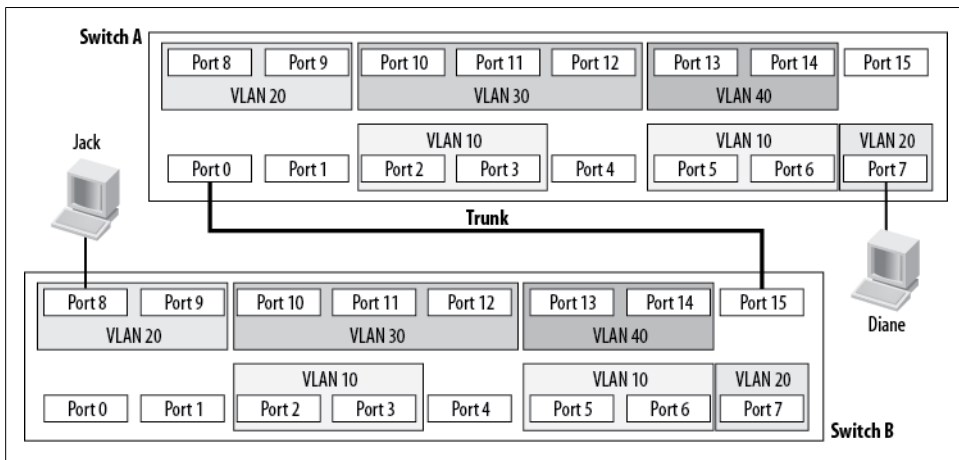 Switch A
Port 8 Port 9 Port 10 Port 11 Port 12 Port 13 Port 14 Port 15
VLAN 20 VLAN 30 VLAN 40
Jack
VLAN 10 VLAN 10 VLAN 20
Port 0 Port 1 Port 2 Port 3 Port 4 Port 5 Port 6 Port 7
Trunk
Port 8 Port 9 Port 10 Port 11 Port 12 Port 13 Port 14 Port 15
Diane
VLAN 20 VLAN 30 VLAN 40
VLAN 10 VLAN 10 VLAN 20
Port 0 Port 1 Port 2 Port 3 Port 4 Port 5 Port 6 Port 7
Switch B